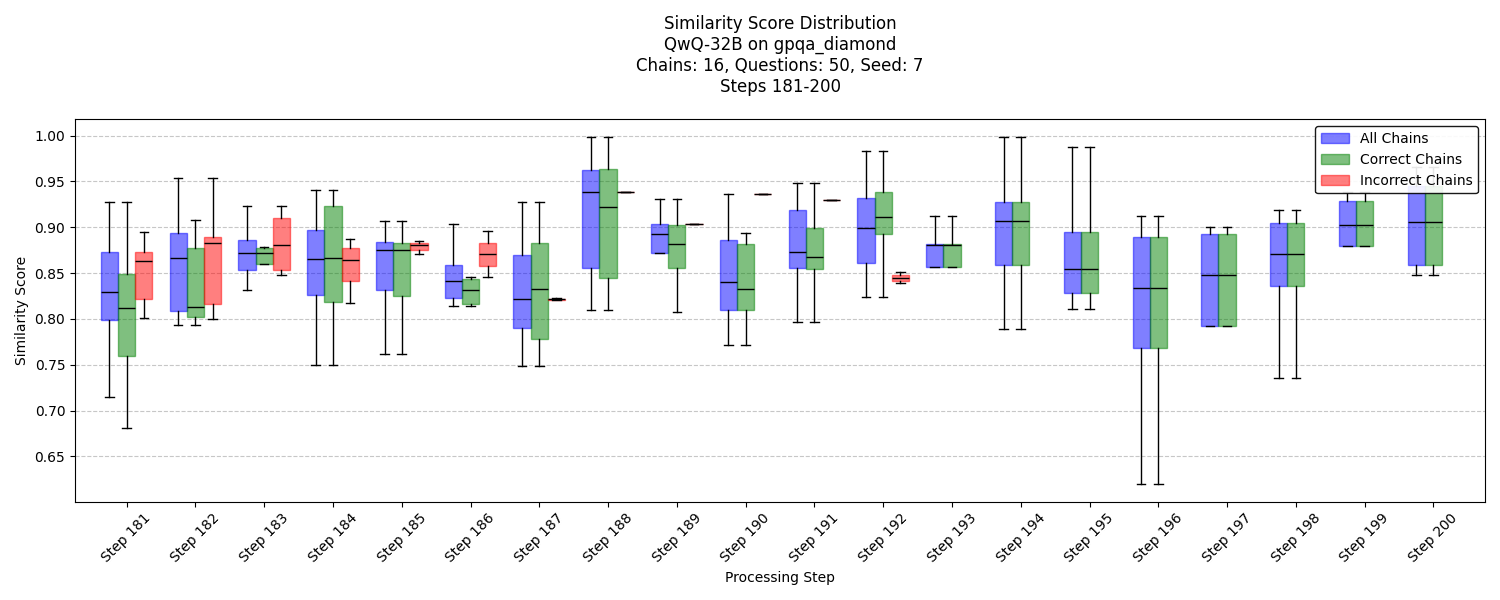 Similarity Score Distribution
QwQ-32B on gpqa_diamond
Chains: 16, Questions: 50, Seed: 7
Steps 181-200
1.00
0.95
0.90
0.85
0.80
0.75
0.70
0.65
Similarity Score
All Chains
Correct Chains
Incorrect Chains
Step 181
Step 182
Step 183
Step 184
Step 185
Step 186
Step 187
Step 188
Step 189
Step 190
Step 191
Step 192
Step 193
Step 194
Step 195
Step 196
Step 197
Step 198
Step 199
Step 200
Processing Step